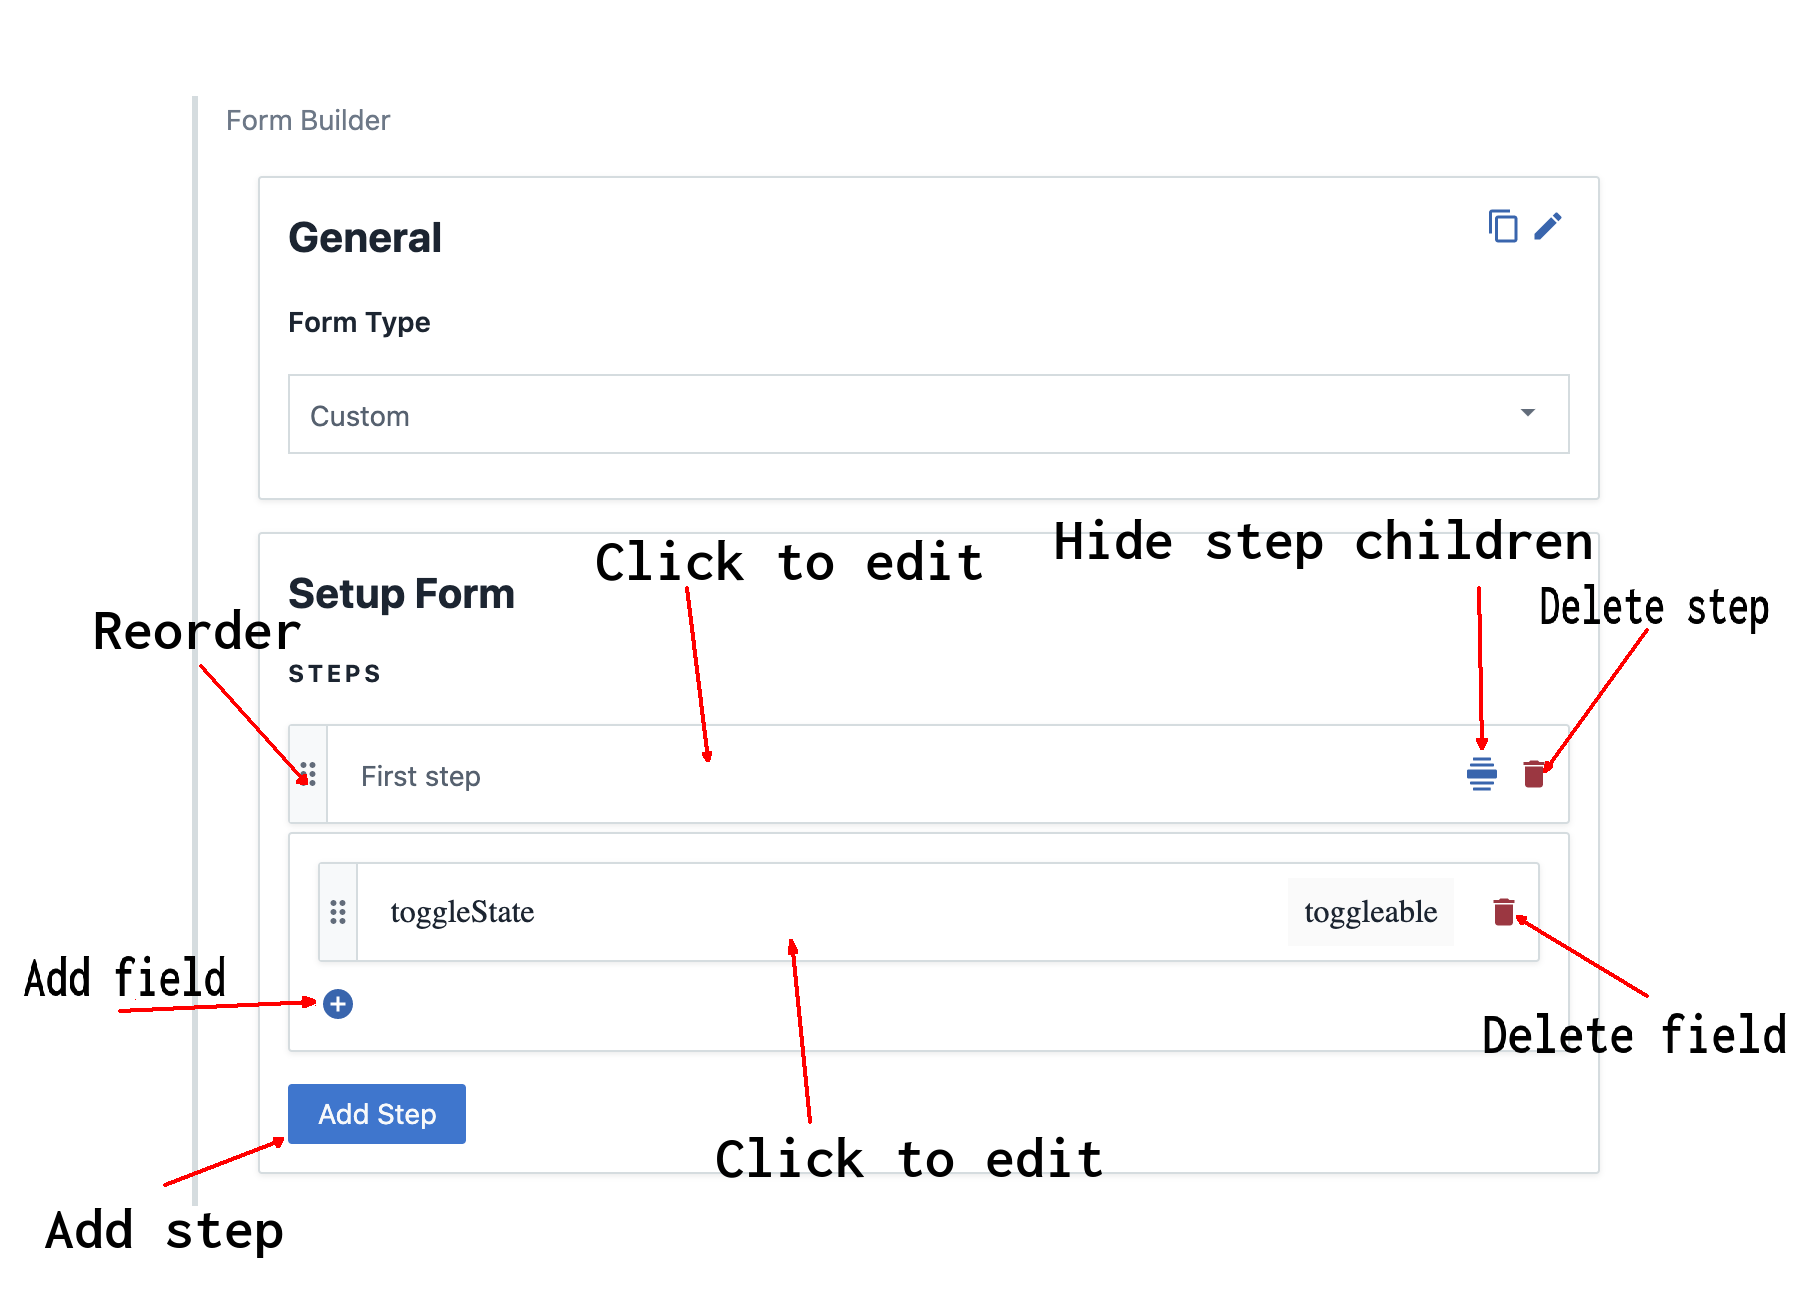 Form Builder
General
Form Type
Custom
Hide step children
Click to edit
Setup Form
Delete step
Reorder
STEPS
First step
toggleState
toggleable
Add field
Delete field
Add Step
Click to edit
Add step